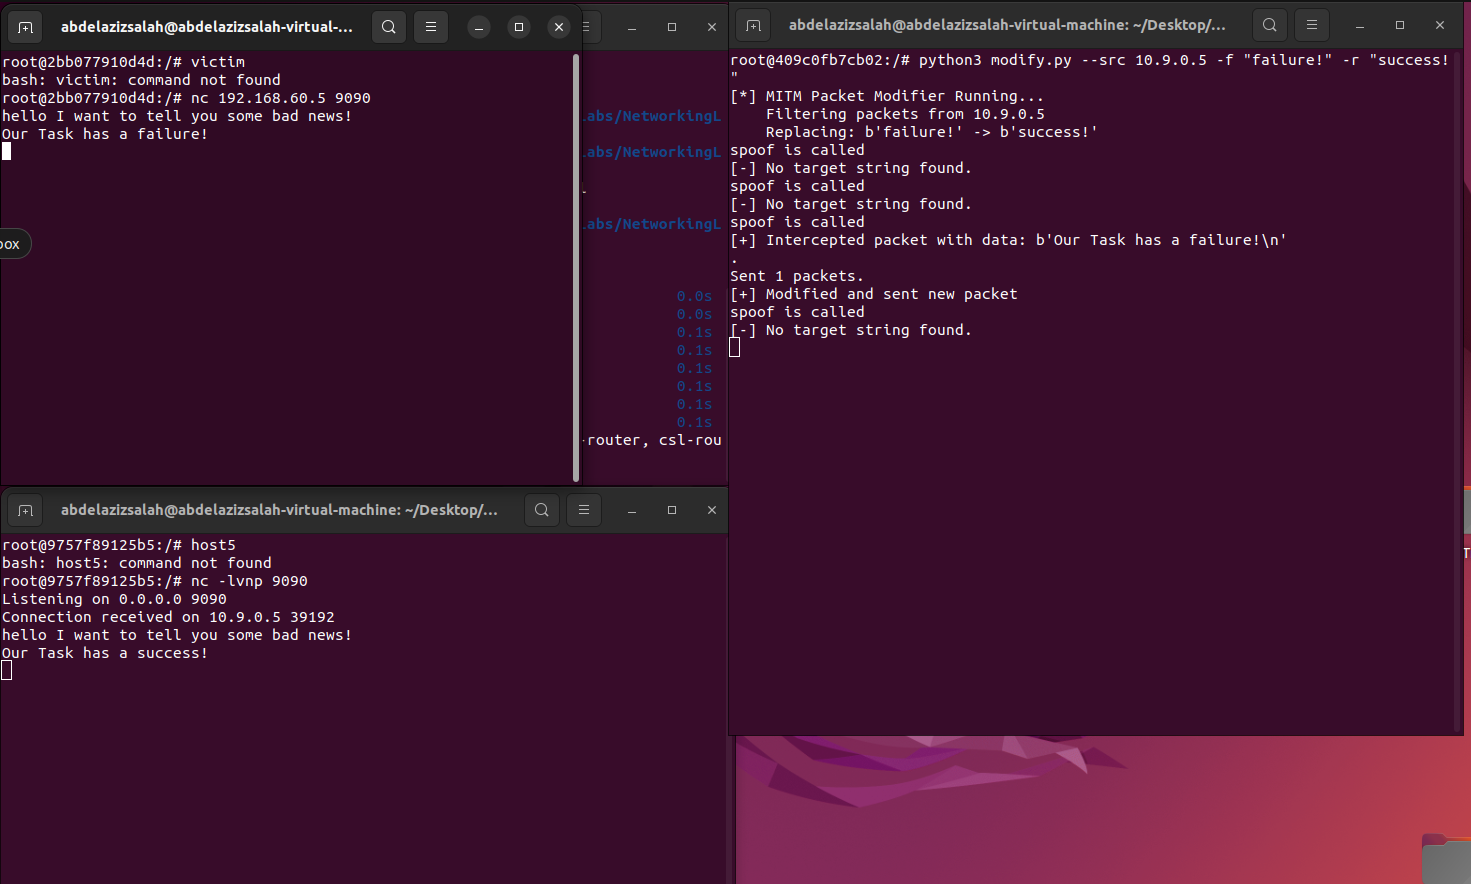 abdelazizsalah@abdelazizsalah-virtual-...
root@2bb077910d4d:/# victim
bash: victim: command not found
root@2bb077910d4d:/# nc 192.168.60.5 9090
hello I want to tell you some bad news!
Our Task has a failure!
box
abs/NetworkingL
abs/NetworkingL
abs/NetworkingL
0.0s
0.0s
0.1s
0.1s
0.1s
0.1s
0.1s
0.1s
-router, csl-rou
abdelazizsalah@abdelazizsalah-virtual-machine: ~/Desktop/...
root@9757f89125b5:/# host5
bash: host5: command not found
root@9757f89125b5:/# nc -lvnp 9090
Listening on 0.0.0.0 9090
Connection received on 10.9.0.5 39192
hello I want to tell you some bad news!
Our Task has a success!
abdelazizsalah@abdelazizsalah-virtual-machine: ~/Desktop/...
root@409c0fb7cb02:/# python3 modify.py --src 10.9.0.5 -f "failure!" -r "success!
"
[*] MITM Packet Modifier Running...
Filtering packets from 10.9.0.5
Replacing: b'failure!' -> b'success!'
spoof is called
[-] No target string found.
spoof is called
[-] No target string found.
spoof is called
[+] Intercepted packet with data: b'Our Task has a failure!\n'
.
Sent 1 packets.
[+] Modified and sent new packet
spoof is called
[-] No target string found.
T